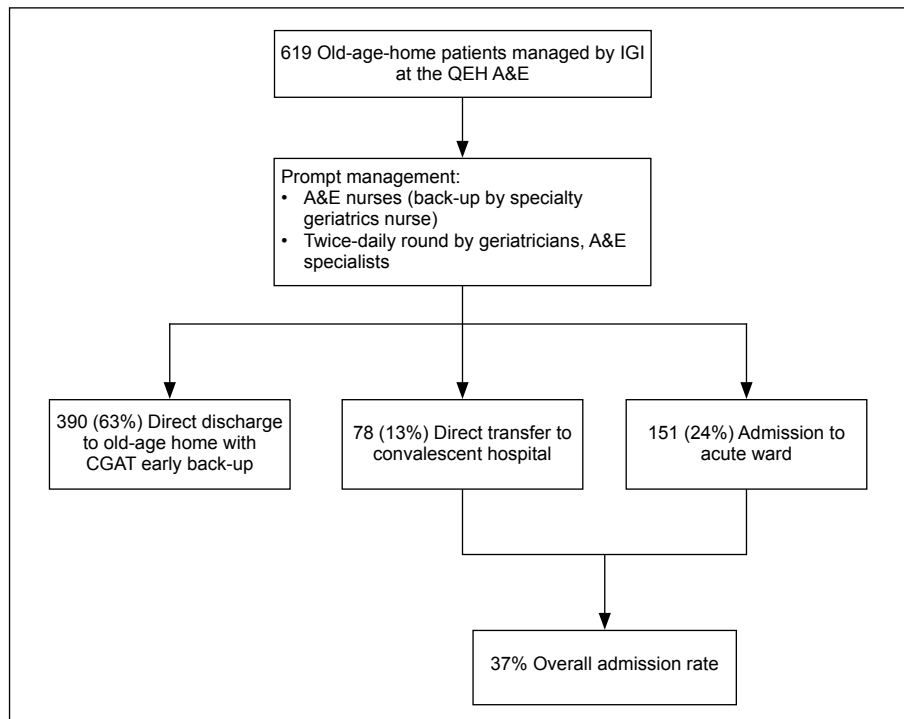 619 Old-age-home patients managed by IGI
at the QEH A&E
Prompt management:
• A&E nurses (back-up by specialty
geriatrics nurse)
• Twice-daily round by geriatricians, A&E
specialists
390 (63%) Direct discharge
to old-age home with
CGAT early back-up
78 (13%) Direct transfer to
convalescent hospital
151 (24%) Admission to
acute ward
37% Overall admission rate